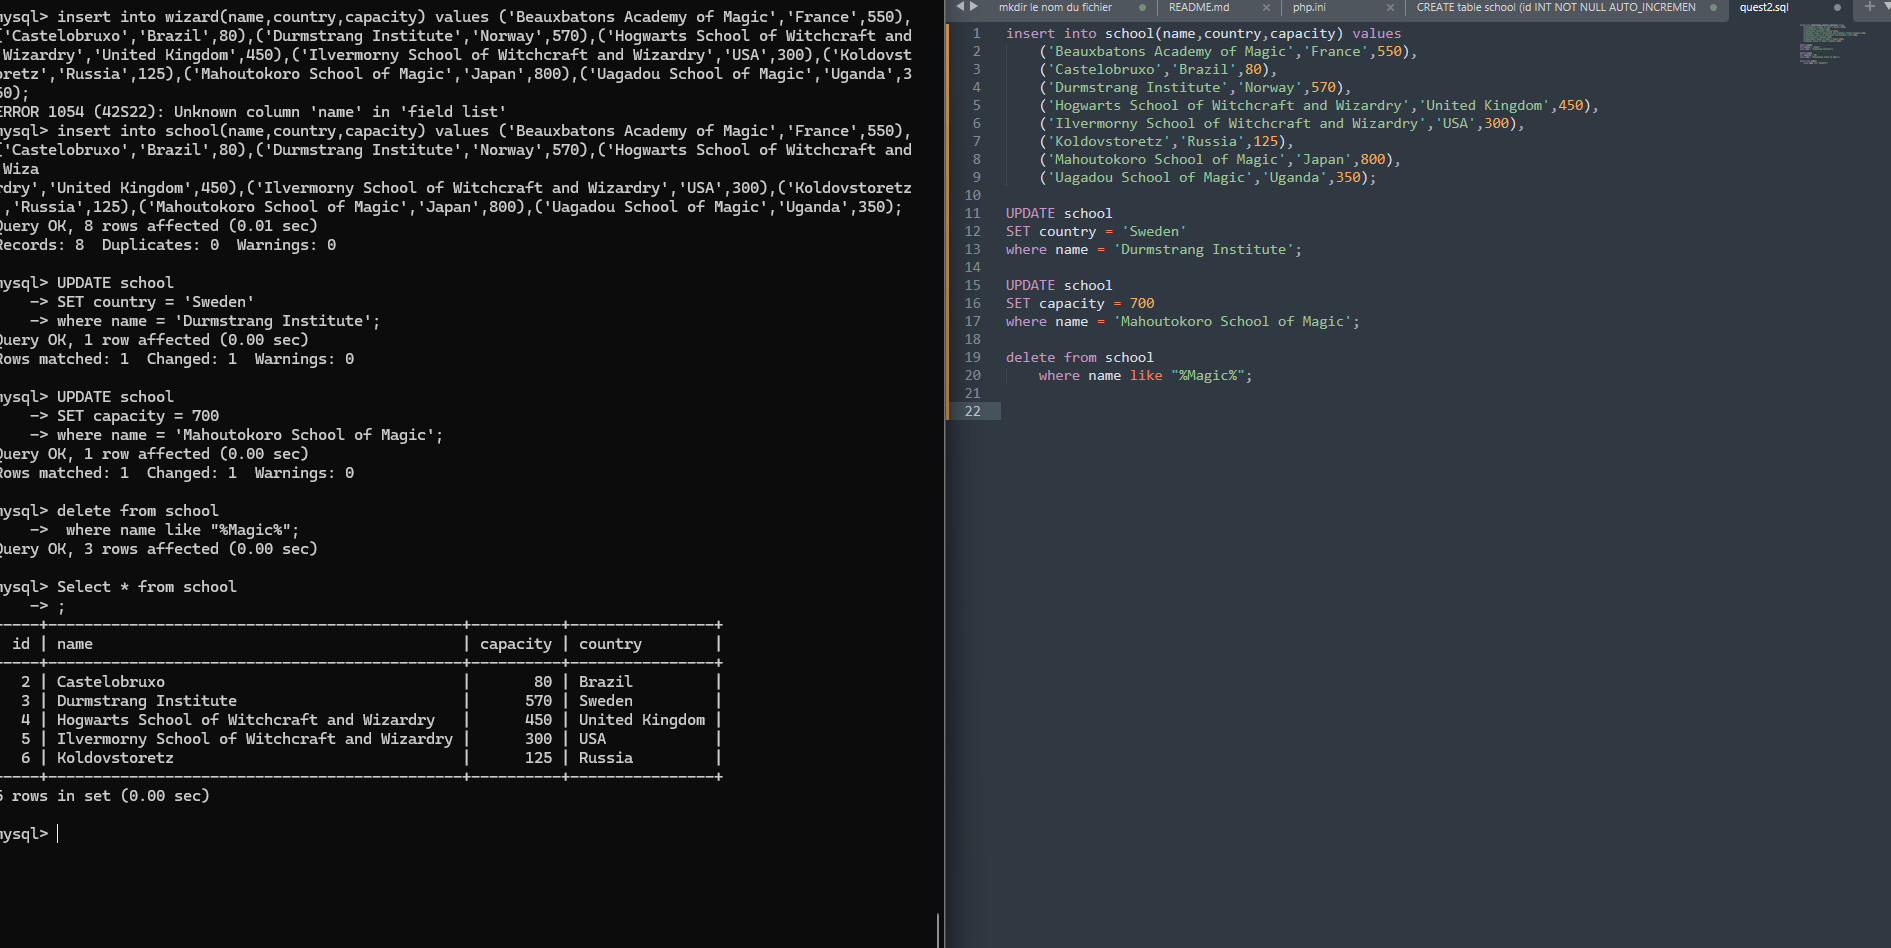 mysql> insert into wizard(name,country,capacity) values ('Beauxbatons Academy of Magic','France',550),
('Castelobruxo','Brazil',80),('Durmstrang Institute','Norway',570),('Hogwarts School of Witchcraft and
Wizardry','United Kingdom',450),('Ilvermorny School of Witchcraft and Wizardry','USA',300),('Koldovst
oretz','Russia',125),('Mahoutokoro School of Magic','Japan',800),('Uagadou School of Magic','Uganda',3
50);
ERROR 1054 (42S22): Unknown column 'name' in 'field list'
mysql> insert into school(name,country,capacity) values ('Beauxbatons Academy of Magic','France',550),
('Castelobruxo','Brazil',80),('Durmstrang Institute','Norway',570),('Hogwarts School of Witchcraft and
Wiza
rdry','United Kingdom',450),('Ilvermorny School of Witchcraft and Wizardry','USA',300),('Koldovstoretz
','Russia',125),('Mahoutokoro School of Magic','Japan',800),('Uagadou School of Magic','Uganda',350);
Query OK, 8 rows affected (0.01 sec)
Records: 8  Duplicates: 0  Warnings: 0
mysql> UPDATE school
-> SET country = 'Sweden'
-> where name = 'Durmstrang Institute';
Query OK, 1 row affected (0.00 sec)
Rows matched: 1  Changed: 1  Warnings: 0
mysql> UPDATE school
-> SET capacity = 700
-> where name = 'Mahoutokoro School of Magic';
Query OK, 1 row affected (0.00 sec)
Rows matched: 1  Changed: 1  Warnings: 0
mysql> delete from school
->  where name like "%Magic%";
Query OK, 3 rows affected (0.00 sec)
mysql> Select * from school
-> ;
id | name | capacity | country |
2 | Castelobruxo | 80 | Brazil |
3 | Durmstrang Institute | 570 | Sweden |
4 | Hogwarts School of Witchcraft and Wizardry | 450 | United Kingdom |
5 | Ilvermorny School of Witchcraft and Wizardry | 300 | USA |
6 | Koldovstoretz | 125 | Russia |
5 rows in set (0.00 sec)
mysql>
mkdir le nom du fichier
README.md
php.ini
CREATE table school (id INT NOT NULL AUTO_INCREMEN
quest2.sql
1 insert into school(name,country,capacity) values
2 ('Beauxbatons Academy of Magic','France',550),
3 ('Castelobruxo','Brazil',80),
4 ('Durmstrang Institute','Norway',570),
5 ('Hogwarts School of Witchcraft and Wizardry','United Kingdom',450),
6 ('Ilvermorny School of Witchcraft and Wizardry','USA',300),
7 ('Koldovstoretz','Russia',125),
8 ('Mahoutokoro School of Magic','Japan',800),
9 ('Uagadou School of Magic','Uganda',350);
10
11 UPDATE school
12 SET country = 'Sweden'
13 where name = 'Durmstrang Institute';
14
15 UPDATE school
16 SET capacity = 700
17 where name = 'Mahoutokoro School of Magic';
18
19 delete from school
20 where name like "%Magic%";
21
22